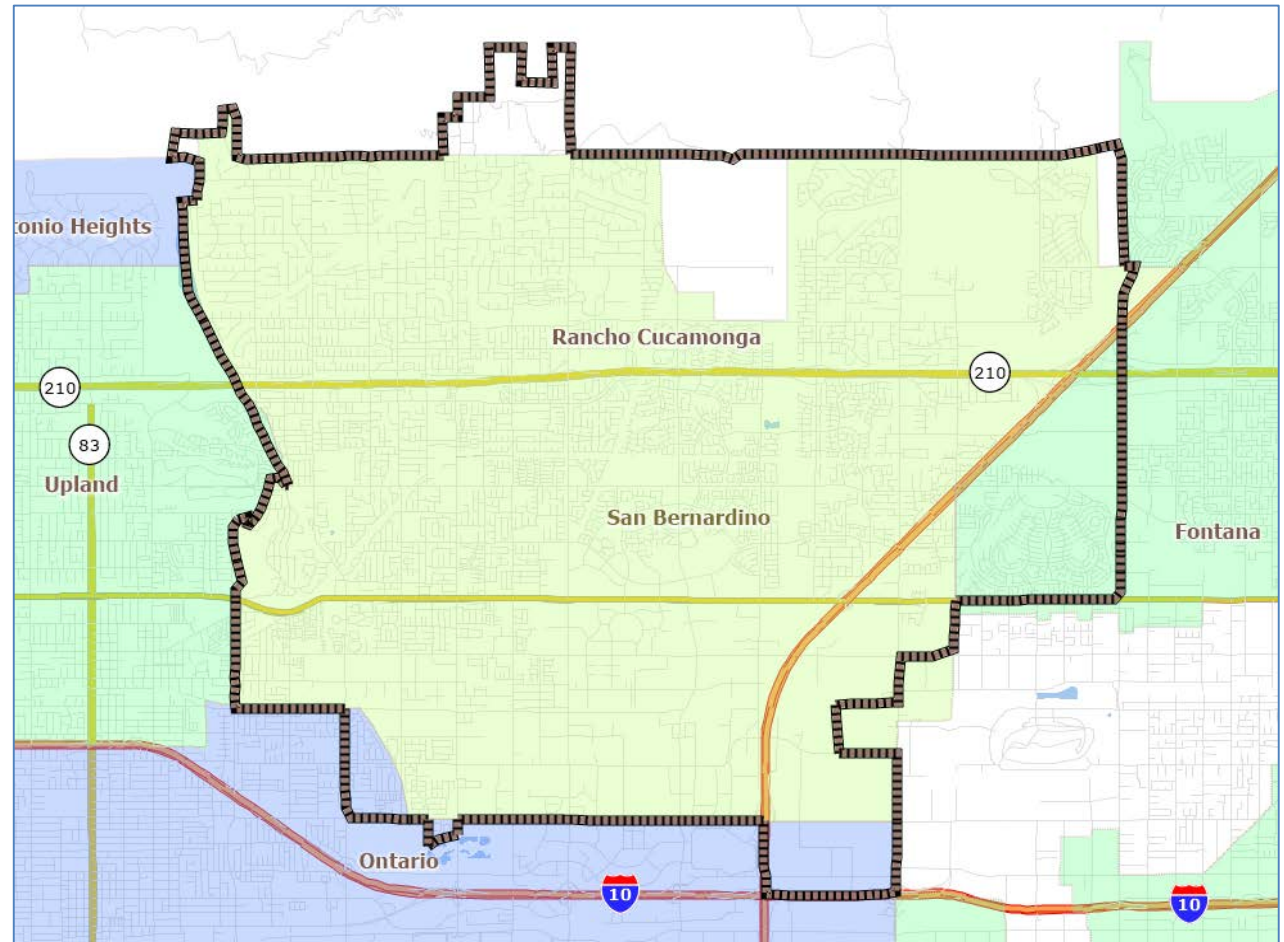 tonio Heights
Rancho Cucamonga
210
210
83
Upland
San Bernardino
Fontana
Ontario
10
10